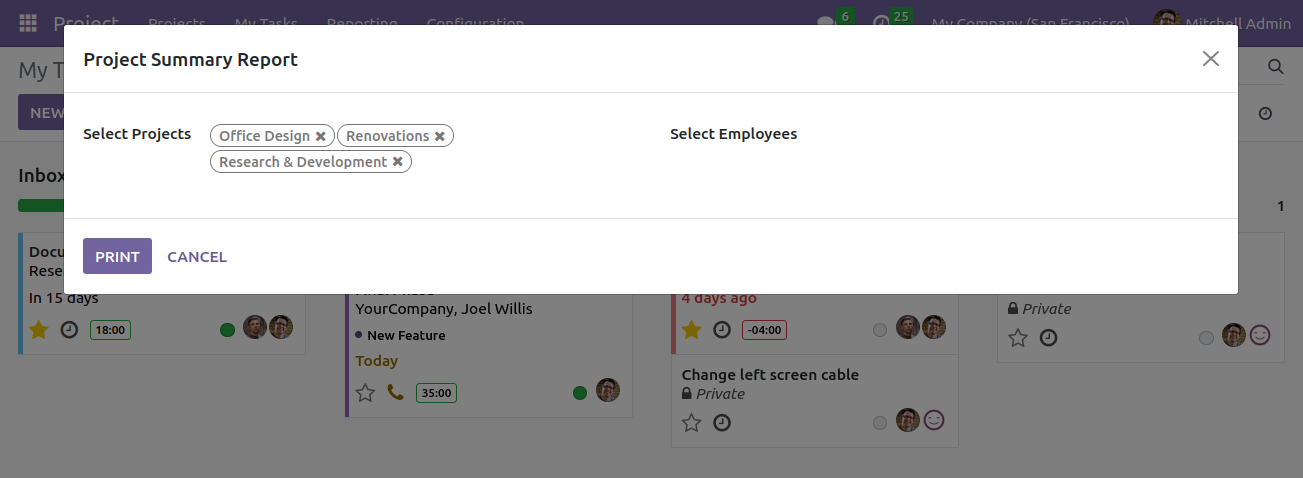 Project Projects My Tasks Reporting Configuration 6 25 My Company (San Francisco) Mitchell Admin
Project Summary Report
My T
NEW
Select Projects Office Design Renovations Select Employees
Research & Development
Inbox
1
PRINT CANCEL
Docu
Rese
In 15 days
18:00
YourCompany, Joel Willis
New Feature
Today
35:00
4 days ago
-04:00
Change left screen cable
Private
Private